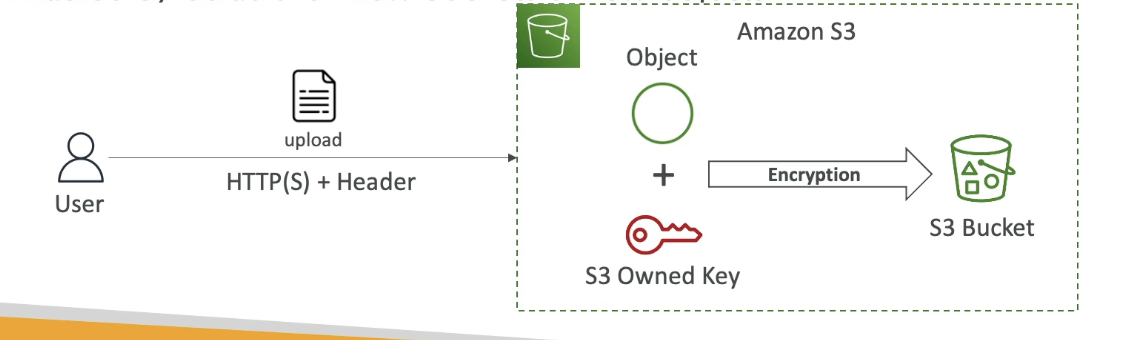 Amazon S3
Object
upload
HTTP(S) + Header
User
+
Encryption
S3 Bucket
S3 Owned Key